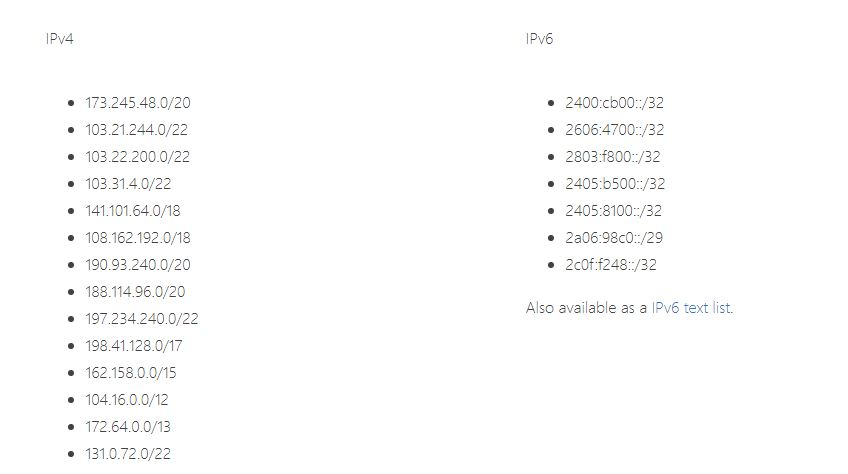 IPv4
173.245.48.0/20
103.21.244.0/22
103.22.200.0/22
103.31.4.0/22
141.101.64.0/18
108.162.192.0/18
190.93.240.0/20
188.114.96.0/20
197.234.240.0/22
198.41.128.0/17
162.158.0.0/15
104.16.0.0/12
172.64.0.0/13
131.0.72.0/22
IPv6
2400:cb00::/32
2606:4700::/32
2803:f800::/32
2405:b500::/32
2405:8100::/32
2a06:98c0::/29
2c0f:f248::/32
Also available as a IPv6 text list.